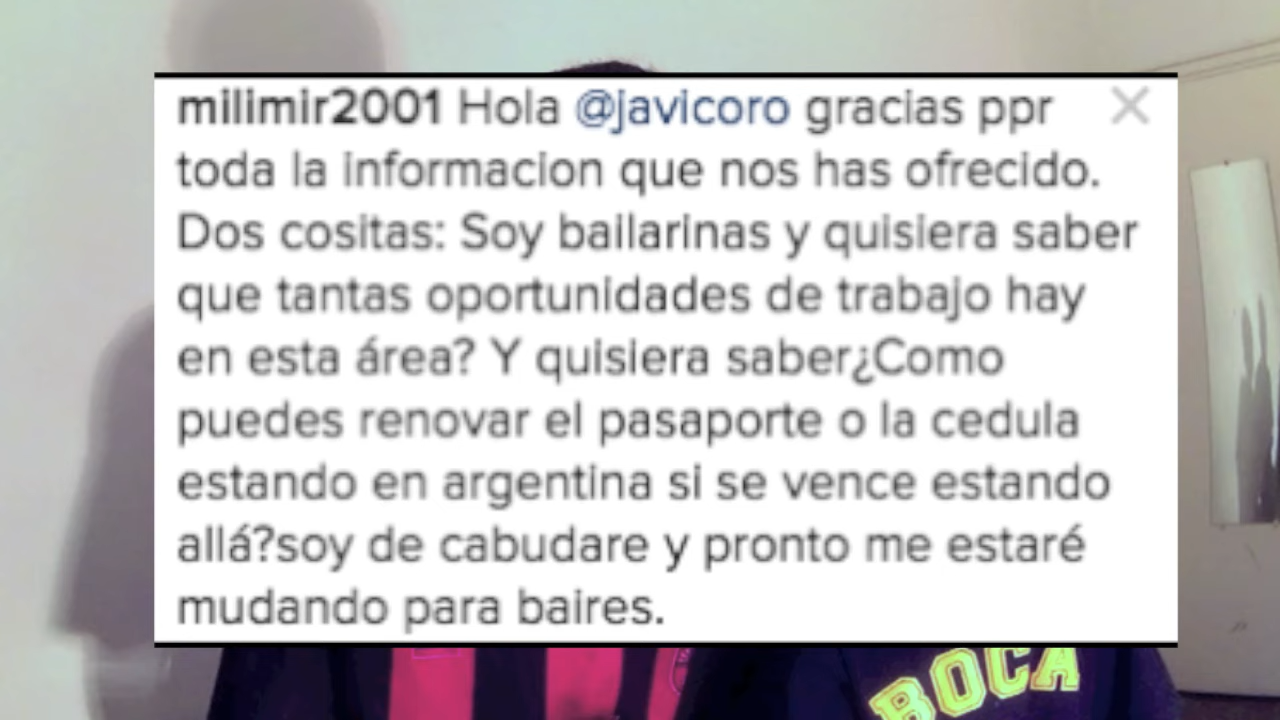 milimir2001 Hola @javicoro gracias ppr
toda la informacion que nos has ofrecido.
Dos cositas: Soy bailarinas y quisiera saber
que tantas oportunidades de trabajo hay
en esta área? Y quisiera saber¿Como
puedes renovar el pasaporte o la cedula
estando en argentina si se vence estando
allá?soy de cabudare y pronto me estaré
mudando para baires.
BOCA